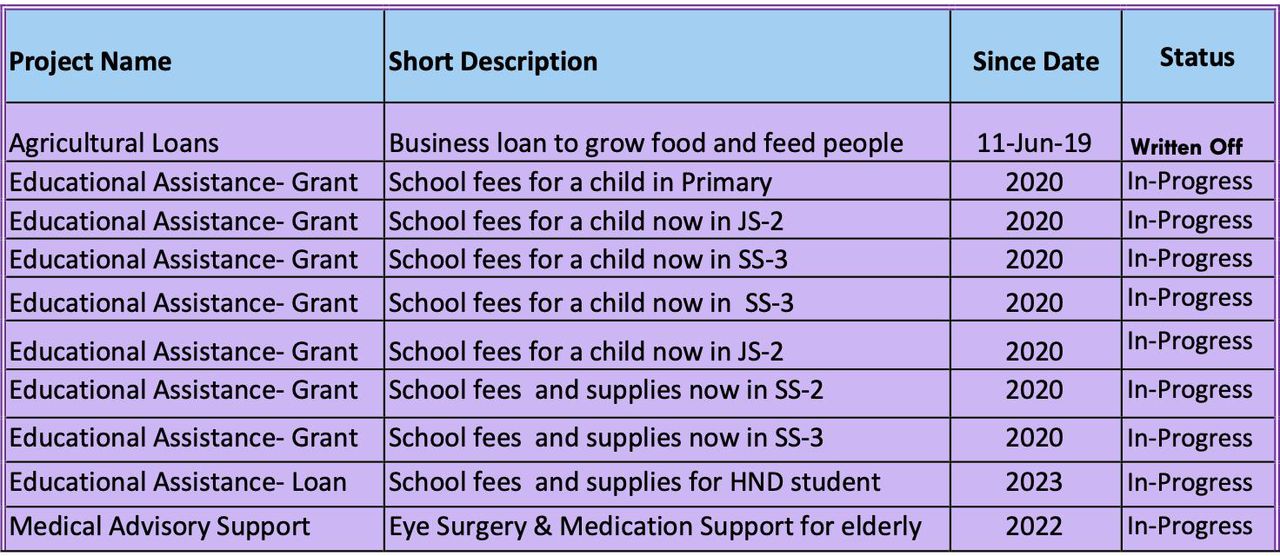 Project Name Short Description Since Date Status
Agricultural Loans Business loan to grow food and feed people 11-Jun-19 Written Off
Educational Assistance- Grant School fees for a child in Primary 2020 In-Progress
Educational Assistance- Grant School fees for a child now in JS-2 2020 In-Progress
Educational Assistance- Grant School fees for a child now in SS-3 2020 In-Progress
Educational Assistance- Grant School fees for a child now in  SS-3 2020 In-Progress
Educational Assistance- Grant School fees for a child now in JS-2 2020 In-Progress
Educational Assistance- Grant School fees  and supplies now in SS-2 2020 In-Progress
Educational Assistance- Grant School fees  and supplies now in SS-3 2020 In-Progress
Educational Assistance- Loan School fees  and supplies for HND student 2023 In-Progress
Medical Advisory Support Eye Surgery & Medication Support for elderly 2022 In-Progress